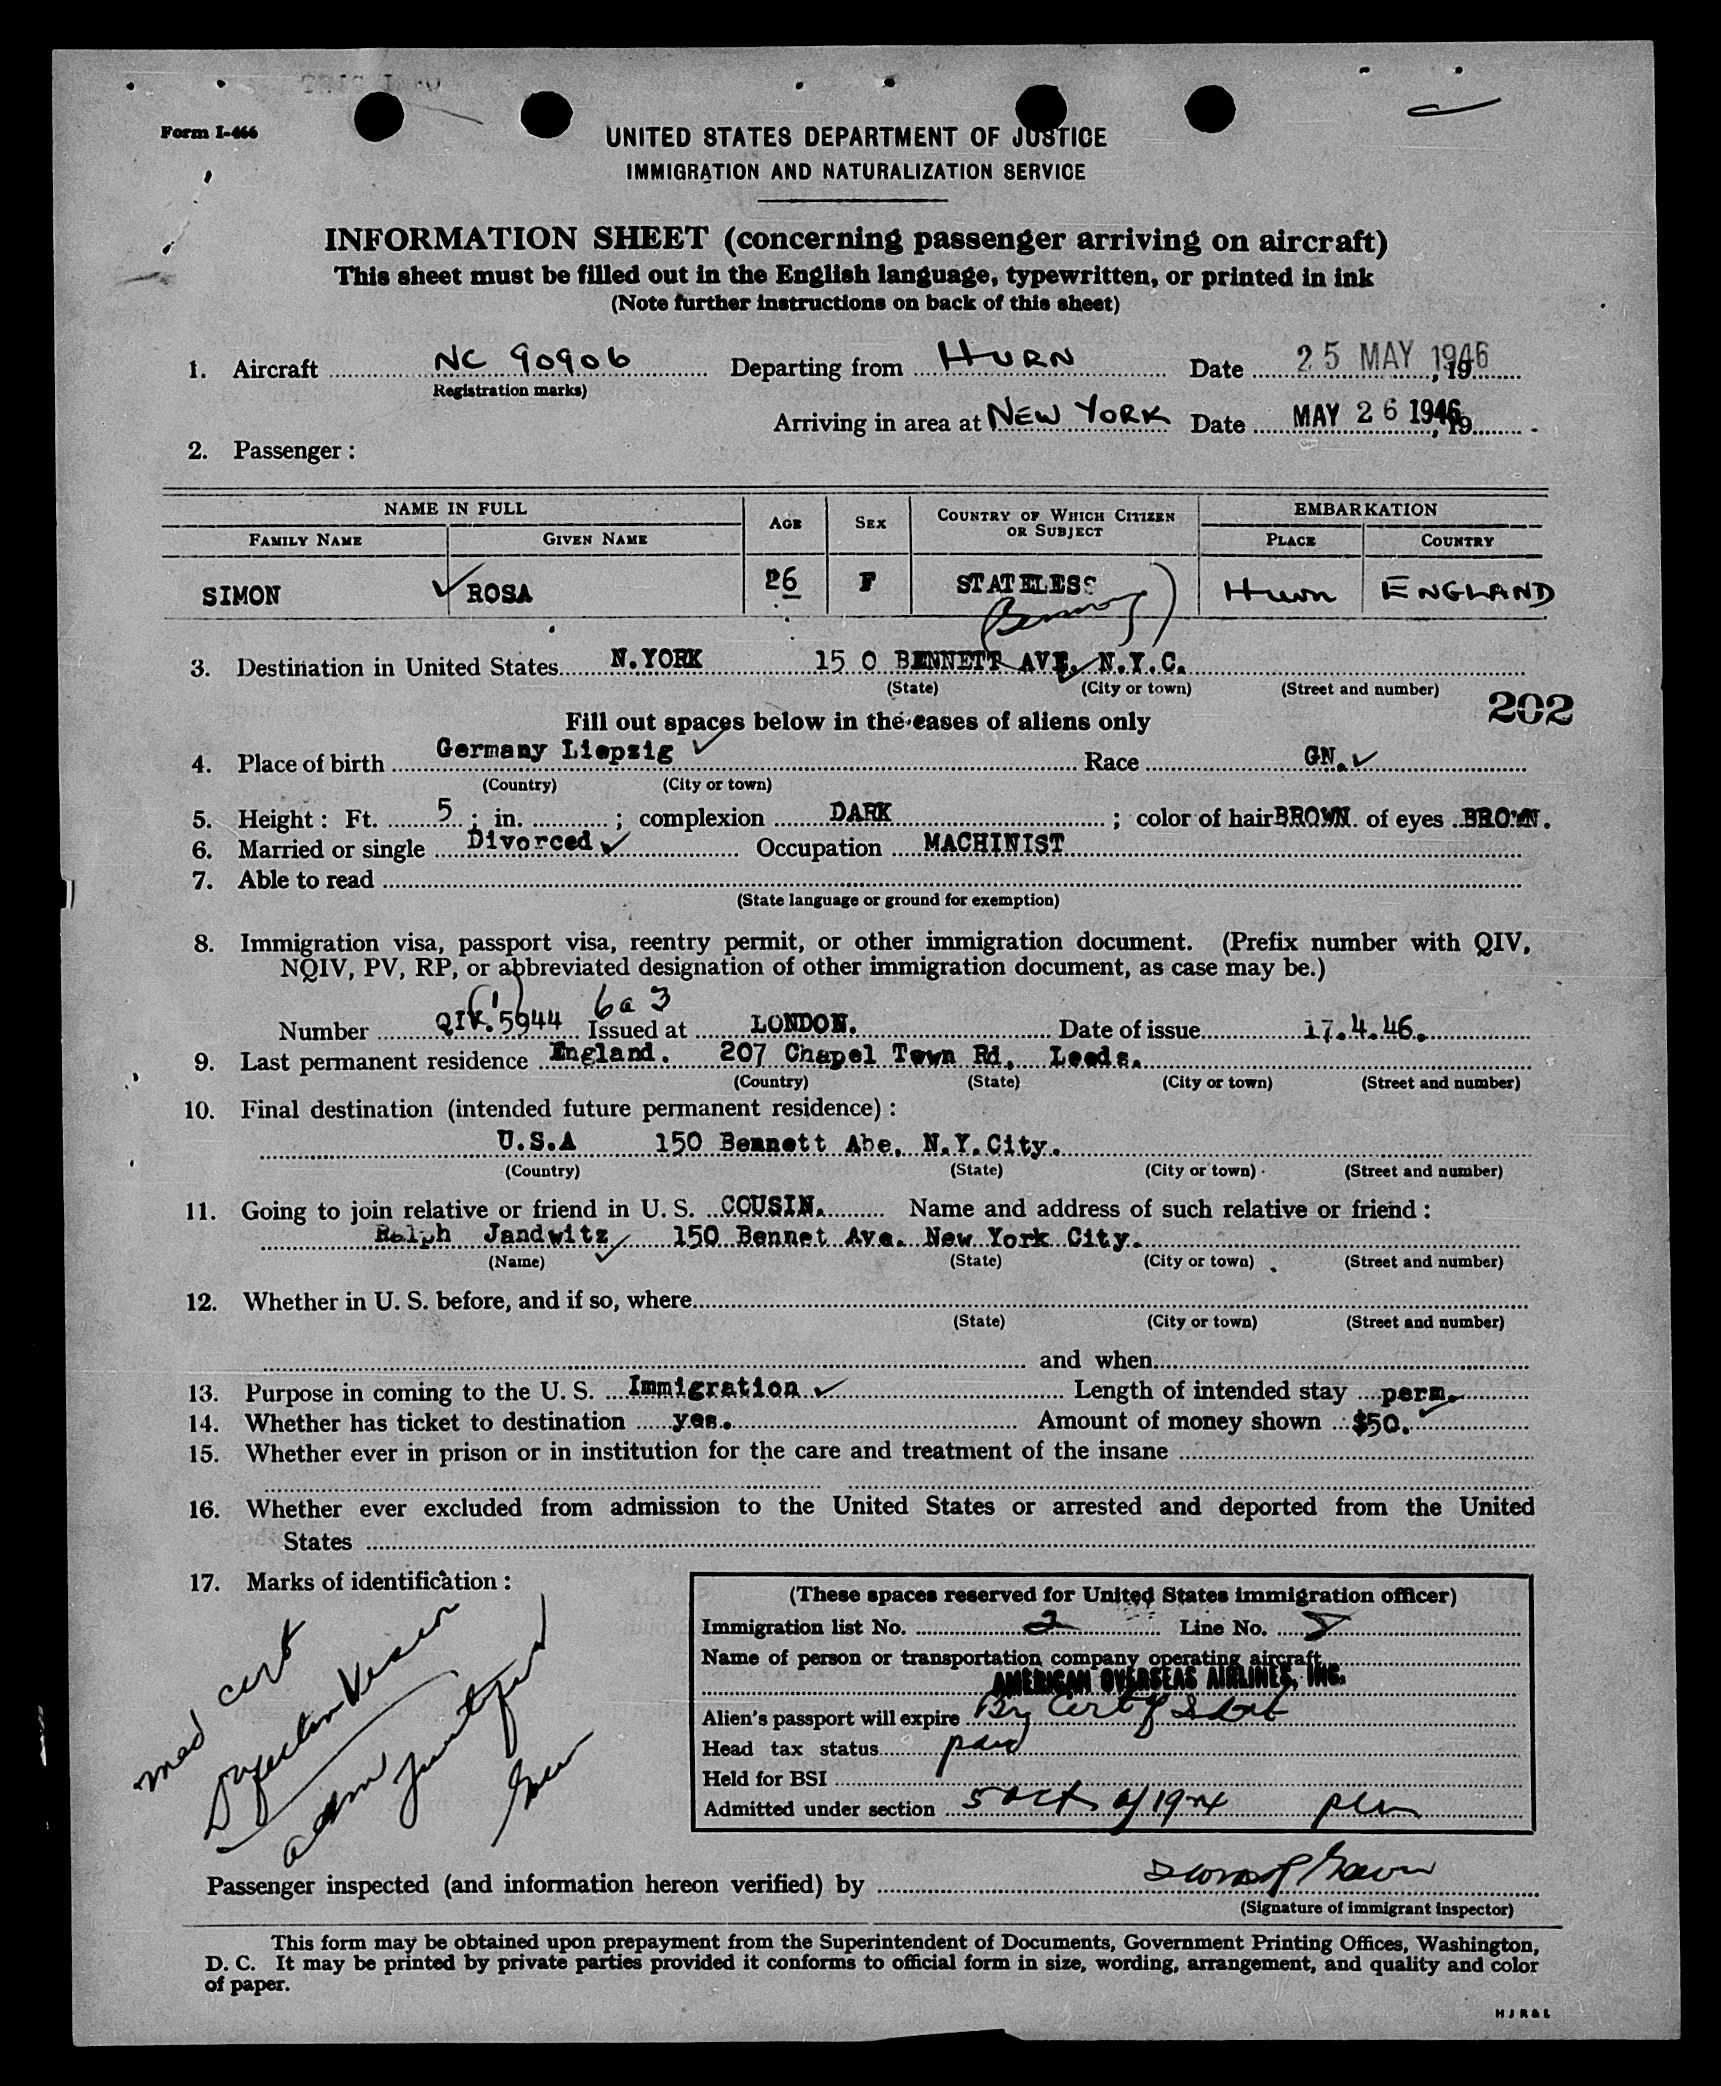 Form I-466
UNITED STATES DEPARTMENT OF JUSTICE
IMMIGRATION AND NATURALIZATION SERVICE
INFORMATION SHEET (concerning passenger arriving on aircraft)
This sheet must be filled out in the English language, typewritten, or printed in ink
(Note further instructions on back of this sheet)
1. Aircraft NC 90906 Departing from HURN Date 25 MAY 1946, 19
Registration marks)
Arriving in area at NEW YORK Date MAY 26 1946, 19
2. Passenger:
NAME IN FULL AGE SEX COUNTRY OF WHICH CITIZEN OR SUBJECT EMBARKATION
FAMILY NAME GIVEN NAME PLACE COUNTRY
SIMON ROSA 26 F STATELESS Hurn ENGLAND
3. Destination in United States N.YORK 15 0 BENNETT AVE. N.Y.C.
(State) (City or town) (Street and number)
202
Fill out spaces below in the cases of aliens only
4. Place of birth Germany Liepzig Race GN.
(Country) (City or town)
5. Height: Ft. 5 ; in. ; complexion DARK ; color of hair BROWN of eyes BROWN.
6. Married or single Divorced Occupation MACHINIST
7. Able to read
(State language or ground for exemption)
8. Immigration visa, passport visa, reentry permit, or other immigration document. (Prefix number with QIV,
NQIV, PV, RP, or abbreviated designation of other immigration document, as case may be.)
6a3
Number QIV.5944 Issued at LONDON. Date of issue 17.4.46.
9. Last permanent residence England. 207 Chapel Town Rd. Leeds.
(Country) (State) (City or town) (Street and number)
10. Final destination (intended future permanent residence):
U.S.A 150 Bennett Abe. N.Y.City.
(Country) (State) (City or town) (Street and number)
11. Going to join relative or friend in U. S. COUSIN. Name and address of such relative or friend:
Ralph Jandwitz 150 Bennet Ave. New York City.
(Name) (State) (City or town) (Street and number)
12. Whether in U. S. before, and if so, where
(State) (City or town) (Street and number)
and when
13. Purpose in coming to the U. S. Immigration Length of intended stay perm.
14. Whether has ticket to destination yes. Amount of money shown $50.
15. Whether ever in prison or in institution for the care and treatment of the insane
16. Whether ever excluded from admission to the United States or arrested and deported from the United
States
17. Marks of identification:
med cert
(These spaces reserved for United States immigration officer)
Immigration list No. 2 Line No.
Name of person or transportation company operating aircraft
AMERICAN OVERSEAS AIRLINES, INC.
Alien's passport will expire By Cert of Ident
Head tax status paid
Held for BSI
Admitted under section 5 act of 1924
Passenger inspected (and information hereon verified) by
(Signature of immigrant inspector)
This form may be obtained upon prepayment from the Superintendent of Documents, Government Printing Offices, Washington,
D. C. It may be printed by private parties provided it conforms to official form in size, wording, arrangement, and quality and color
of paper.
H J R & L